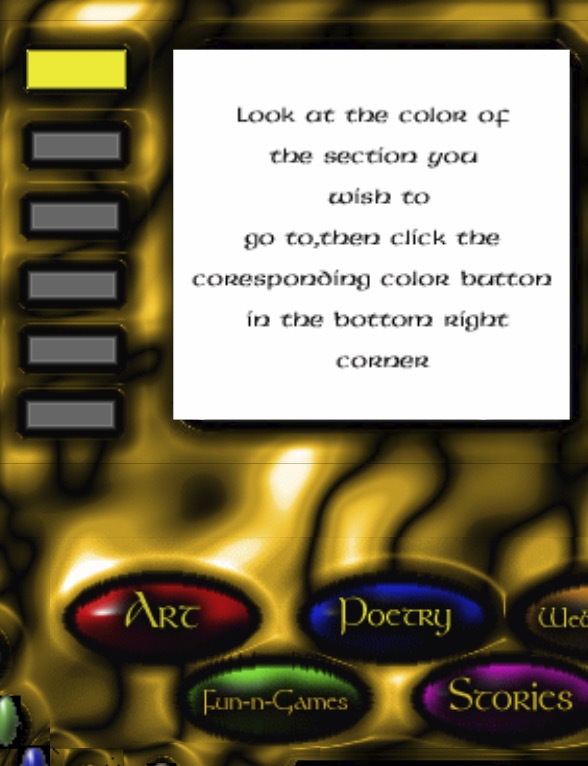 Look at the color of
the section you
wish to
go to,then click the
coresponding color button
in the bottom right
corner
Art
Poetry
Fun-n-Games
Stories